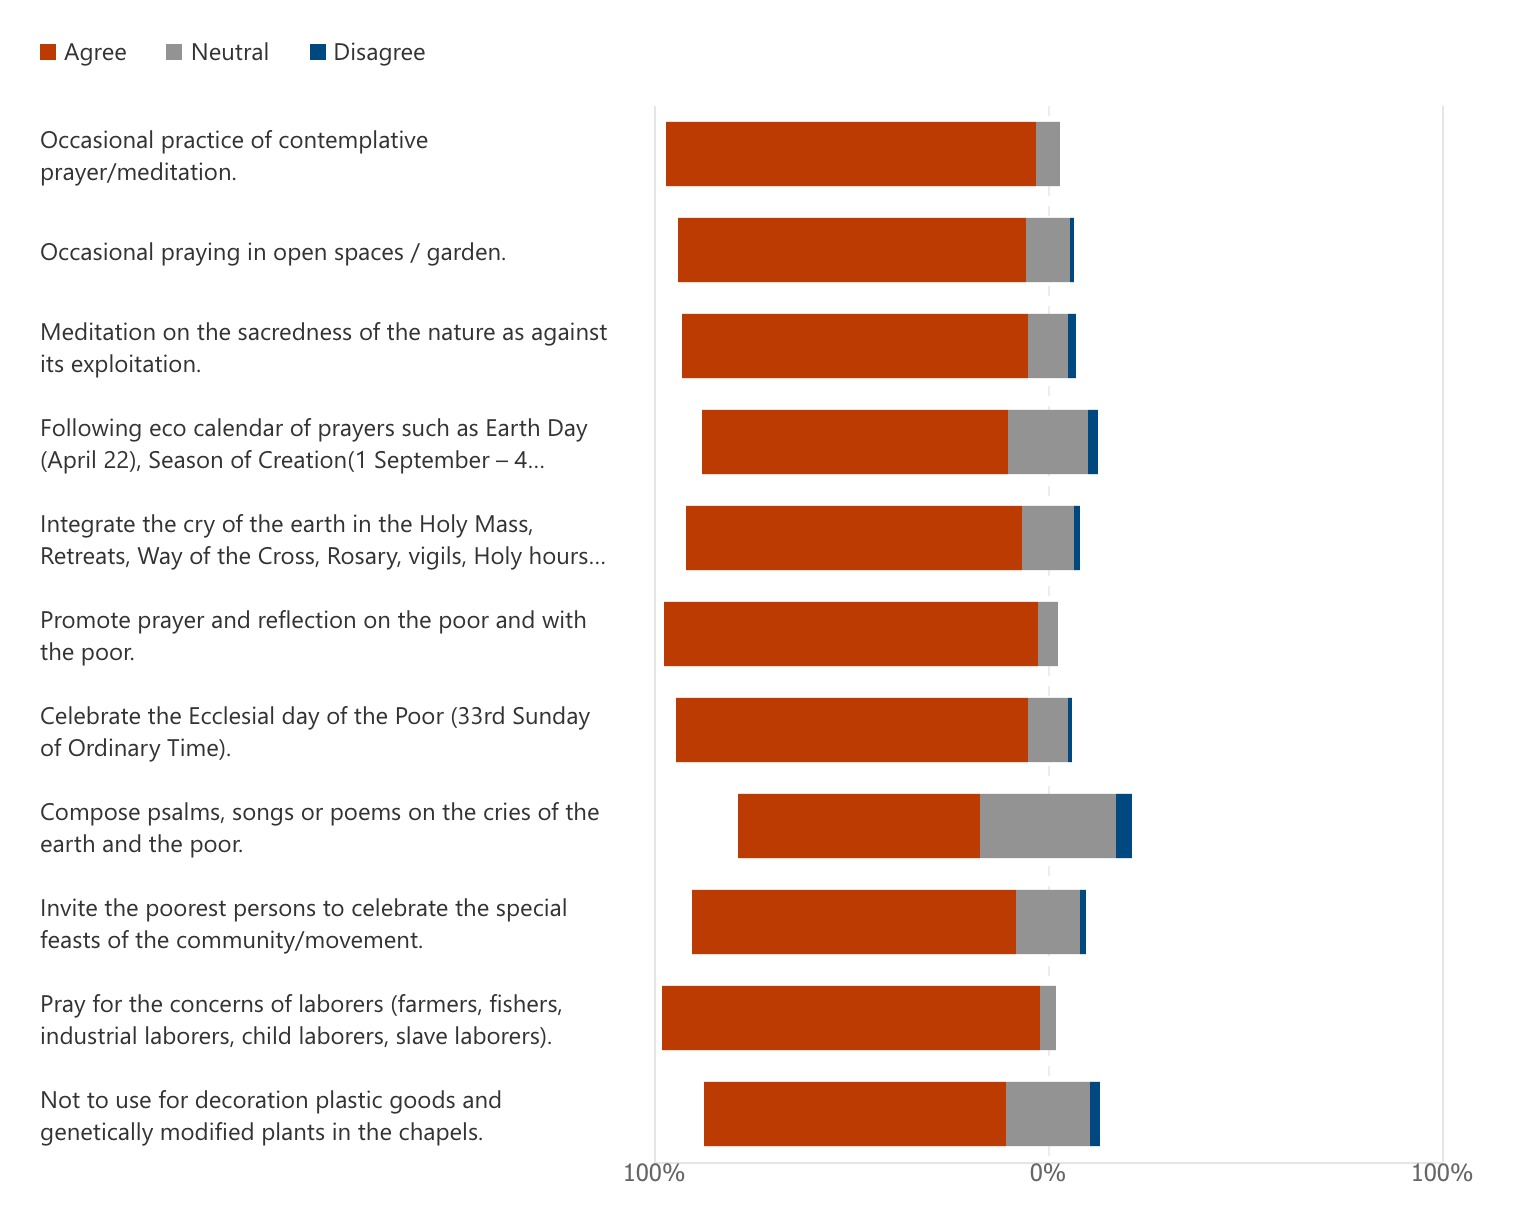 Agree Neutral Disagree
Occasional practice of contemplative
prayer/meditation.
Occasional praying in open spaces / garden.
Meditation on the sacredness of the nature as against
its exploitation.
Following eco calendar of prayers such as Earth Day
(April 22), Season of Creation(1 September – 4...
Integrate the cry of the earth in the Holy Mass,
Retreats, Way of the Cross, Rosary, vigils, Holy hours...
Promote prayer and reflection on the poor and with
the poor.
Celebrate the Ecclesial day of the Poor (33rd Sunday
of Ordinary Time).
Compose psalms, songs or poems on the cries of the
earth and the poor.
Invite the poorest persons to celebrate the special
feasts of the community/movement.
Pray for the concerns of laborers (farmers, fishers,
industrial laborers, child laborers, slave laborers).
Not to use for decoration plastic goods and
genetically modified plants in the chapels.
100% 0% 100%